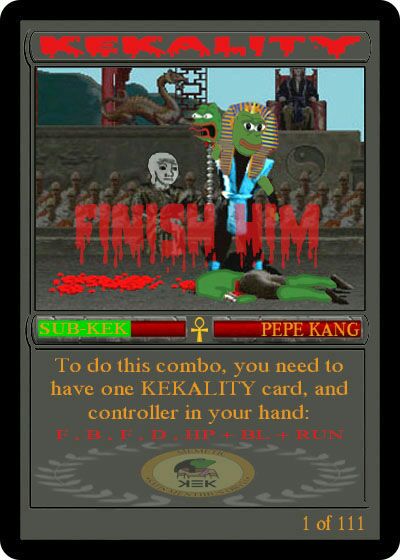 KEKALITY
FINISH HIM
SUB-KEK
PEPE KANG
To do this combo, you need to
have one KEKALITY card, and
controller in your hand:
F , B , F , D , HP + BL + RUN
KEK
1 of 111